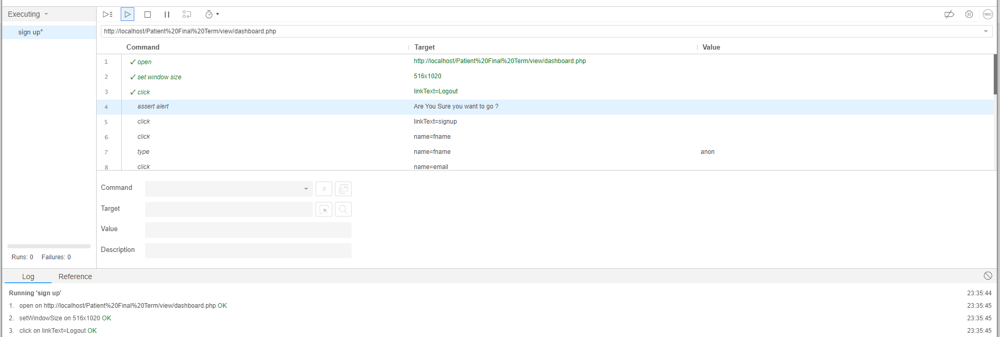 Executing
sign up*
REC
http://localhost/Patient%20Final%20Term/view/dashboard.php
Command Target Value
1 ✓ open http://localhost/Patient%20Final%20Term/view/dashboard.php
2 ✓ set window size 516x1020
3 ✓ click linkText=Logout
4 assert alert Are You Sure you want to go ?
5 click linkText=signup
6 click name=fname
7 type name=fname anon
8 click name=email
Command //
Target
Value
Description
Runs: 0 Failures: 0
Log Reference
Running 'sign up' 23:35:44
1. open on http://localhost/Patient%20Final%20Term/view/dashboard.php OK 23:35:45
2. setWindowSize on 516x1020 OK 23:35:45
3. click on linkText=Logout OK 23:35:45